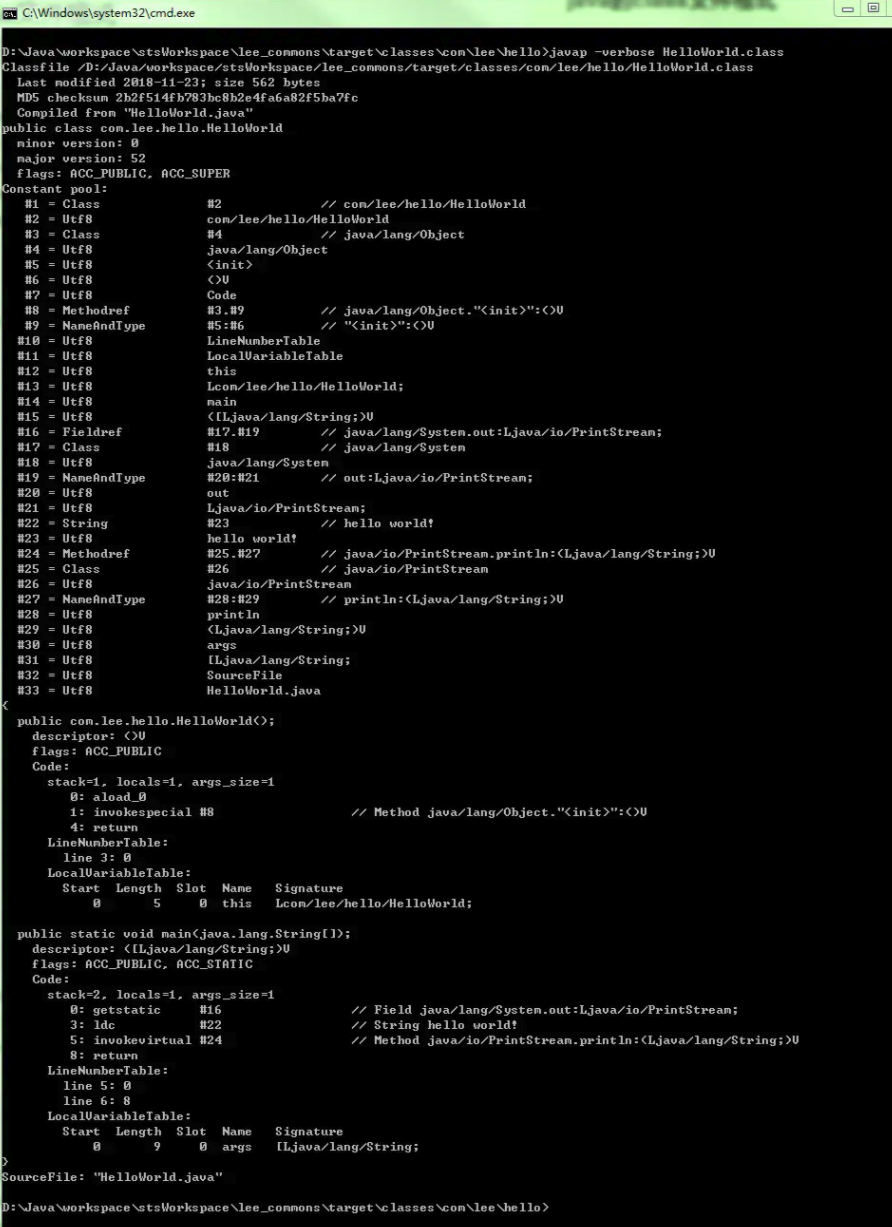 C:\Windows\system32\cmd.exe
D:\Java\workspace\stsWorkspace\lee_commons\target\classes\com\lee\hello>javap -verbose HelloWorld.class
Classfile /D:/Java/workspace/stsWorkspace/lee_commons/target/classes/com/lee/hello/HelloWorld.class
  Last modified 2018-11-23; size 562 bytes
  MD5 checksum 2b2f514fb783bc8b2e4fa6a82f5ba7fc
  Compiled from "HelloWorld.java"
public class com.lee.hello.HelloWorld
  minor version: 0
  major version: 52
  flags: ACC_PUBLIC, ACC_SUPER
Constant pool:
   #1 = Class              #2             // com/lee/hello/HelloWorld
   #2 = Utf8               com/lee/hello/HelloWorld
   #3 = Class              #4             // java/lang/Object
   #4 = Utf8               java/lang/Object
   #5 = Utf8               <init>
   #6 = Utf8               ()V
   #7 = Utf8               Code
   #8 = Methodref          #3.#9          // java/lang/Object."<init>":()V
   #9 = NameAndType        #5:#6          // "<init>":()V
  #10 = Utf8               LineNumberTable
  #11 = Utf8               LocalVariableTable
  #12 = Utf8               this
  #13 = Utf8               Lcom/lee/hello/HelloWorld;
  #14 = Utf8               main
  #15 = Utf8               ([Ljava/lang/String;)V
  #16 = Fieldref           #17.#19        // java/lang/System.out:Ljava/io/PrintStream;
  #17 = Class              #18            // java/lang/System
  #18 = Utf8               java/lang/System
  #19 = NameAndType        #20:#21        // out:Ljava/io/PrintStream;
  #20 = Utf8               out
  #21 = Utf8               Ljava/io/PrintStream;
  #22 = String             #23            // hello world!
  #23 = Utf8               hello world!
  #24 = Methodref          #25.#27        // java/io/PrintStream.println:(Ljava/lang/String;)V
  #25 = Class              #26            // java/io/PrintStream
  #26 = Utf8               java/io/PrintStream
  #27 = NameAndType        #28:#29        // println:(Ljava/lang/String;)V
  #28 = Utf8               println
  #29 = Utf8               (Ljava/lang/String;)V
  #30 = Utf8               args
  #31 = Utf8               [Ljava/lang/String;
  #32 = Utf8               SourceFile
  #33 = Utf8               HelloWorld.java
{
  public com.lee.hello.HelloWorld();
    descriptor: ()V
    flags: ACC_PUBLIC
    Code:
      stack=1, locals=1, args_size=1
         0: aload_0
         1: invokespecial #8                  // Method java/lang/Object."<init>":()V
         4: return
      LineNumberTable:
        line 3: 0
      LocalVariableTable:
        Start  Length  Slot  Name   Signature
            0       5     0  this   Lcom/lee/hello/HelloWorld;
  public static void main(java.lang.String[]);
    descriptor: ([Ljava/lang/String;)V
    flags: ACC_PUBLIC, ACC_STATIC
    Code:
      stack=2, locals=1, args_size=1
         0: getstatic     #16                 // Field java/lang/System.out:Ljava/io/PrintStream;
         3: ldc           #22                 // String hello world!
         5: invokevirtual #24                 // Method java/io/PrintStream.println:(Ljava/lang/String;)V
         8: return
      LineNumberTable:
        line 5: 0
        line 6: 8
      LocalVariableTable:
        Start  Length  Slot  Name   Signature
            0       9     0  args   [Ljava/lang/String;
}
SourceFile: "HelloWorld.java"
D:\Java\workspace\stsWorkspace\lee_commons\target\classes\com\lee\hello>